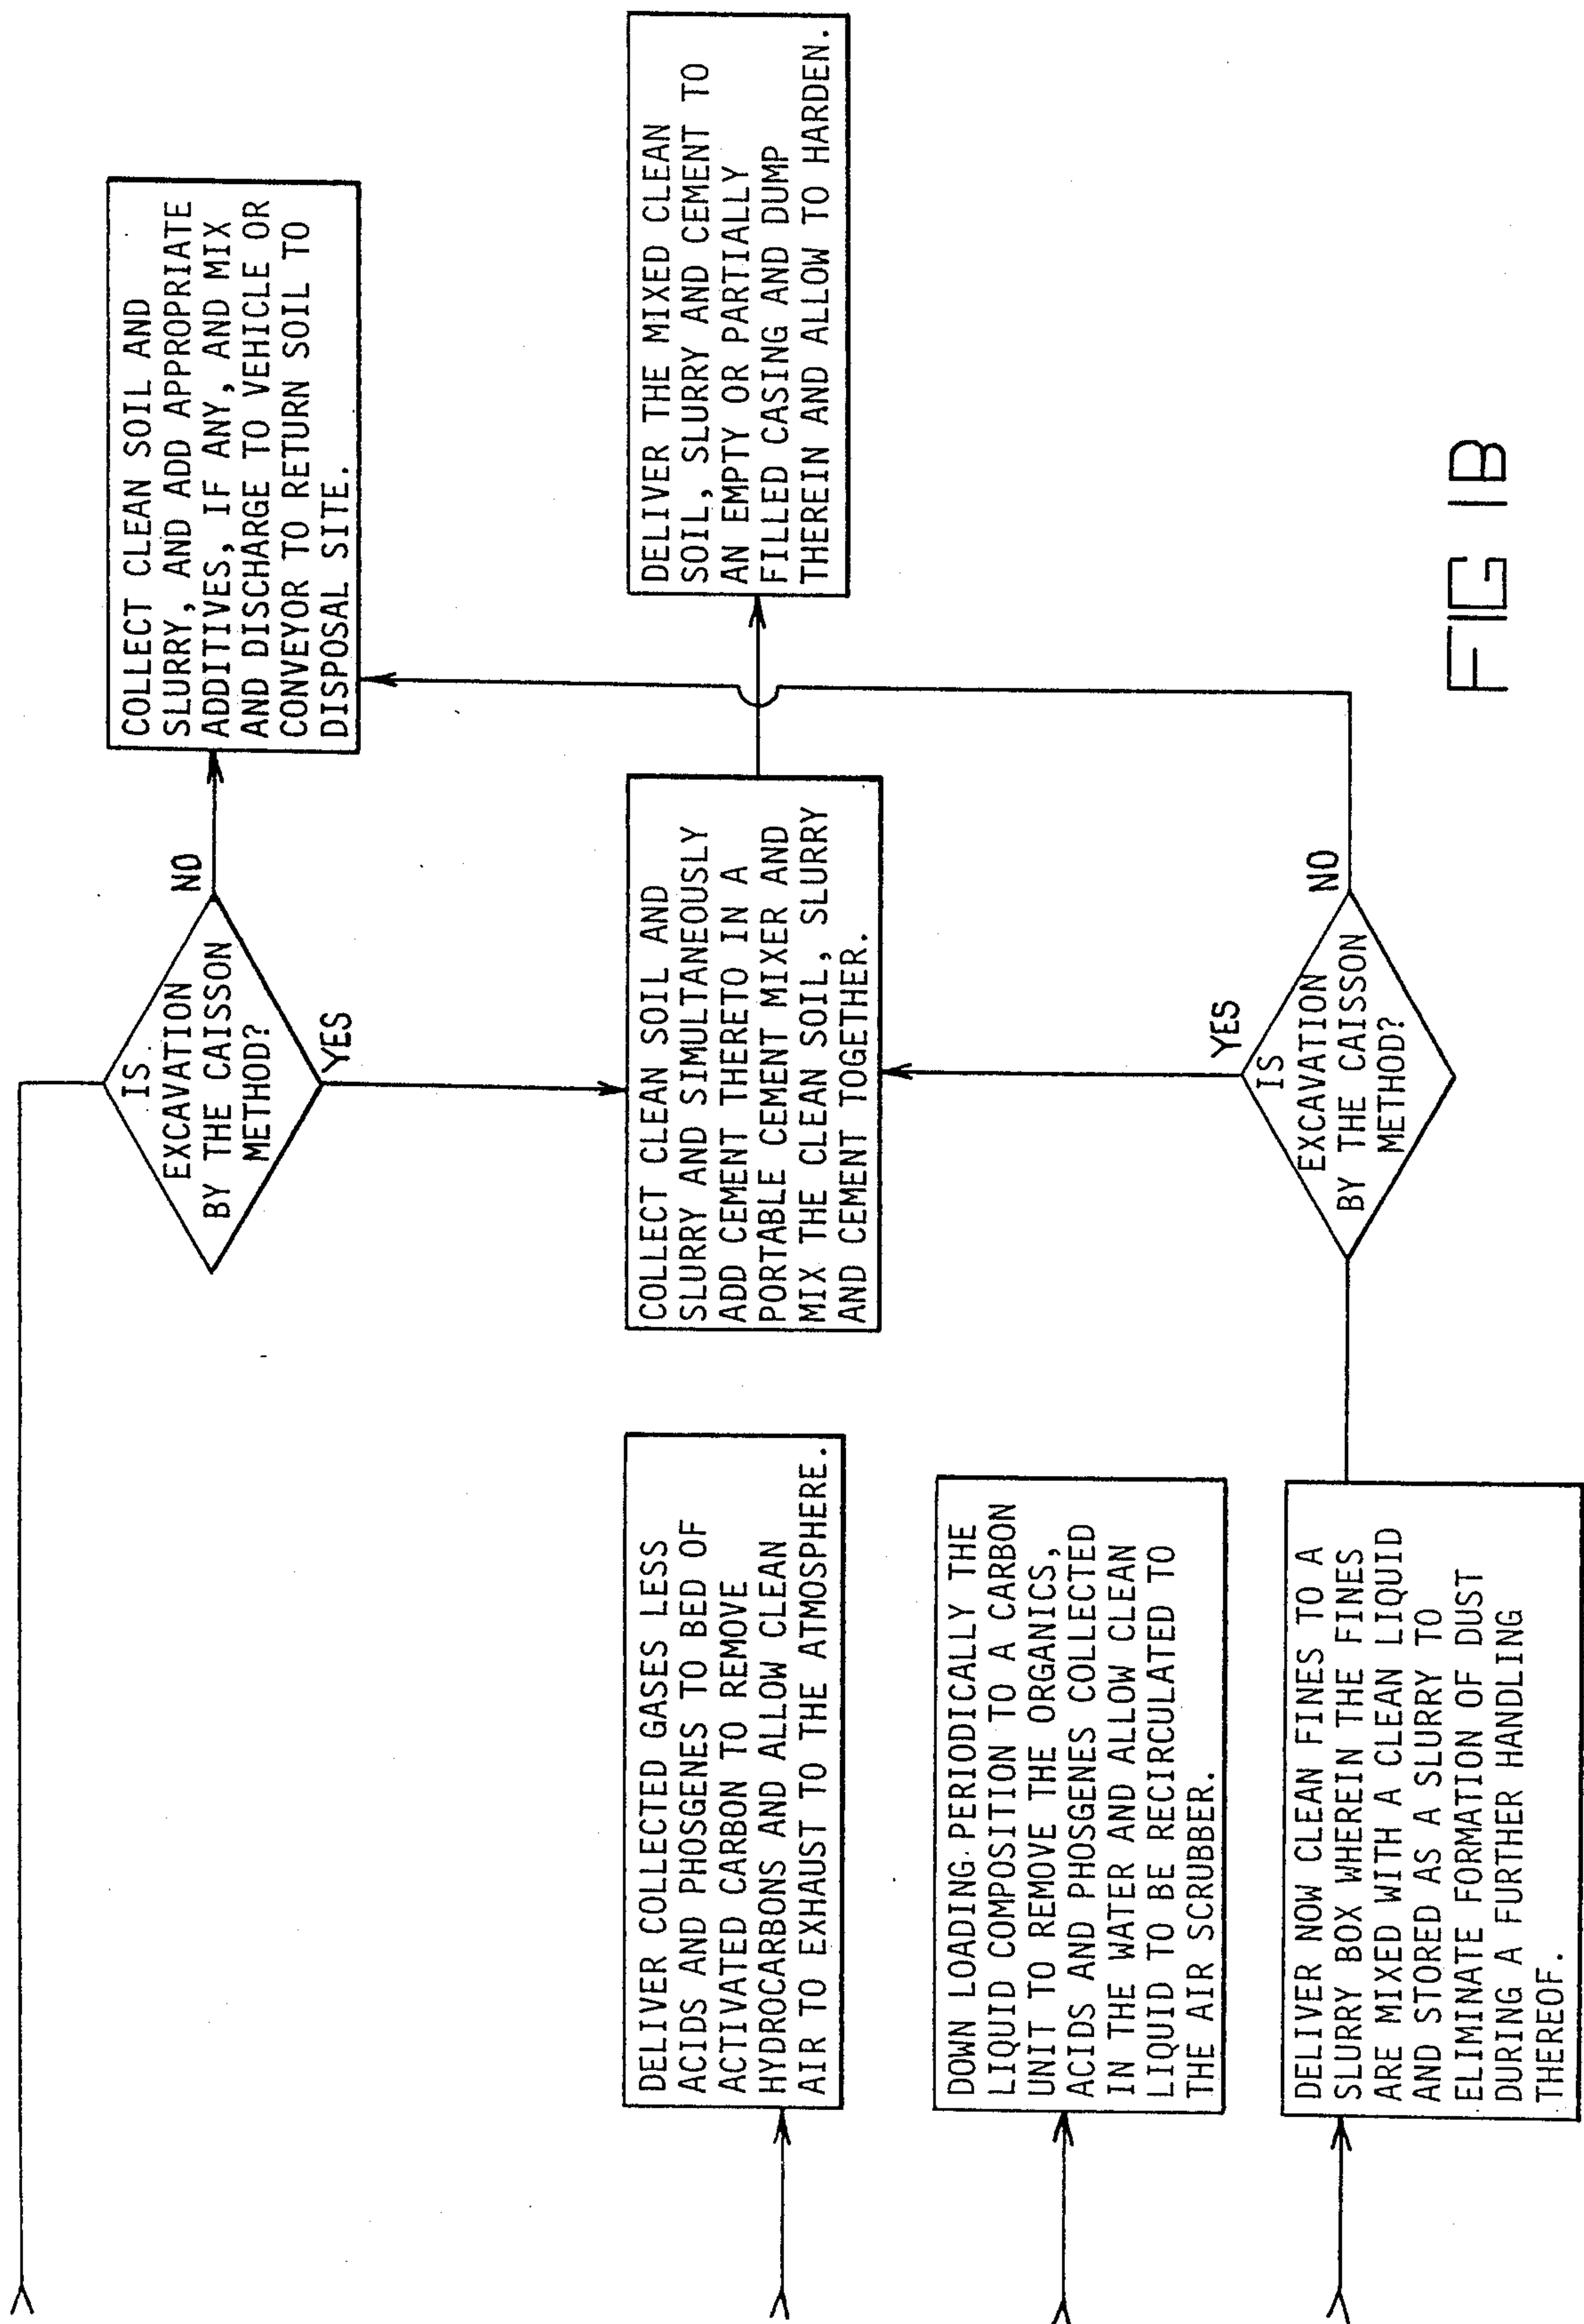 IS
EXCAVATION
BY THE CAISSON
METHOD?
NO
YES
COLLECT CLEAN SOIL AND
SLURRY, AND ADD APPROPRIATE
ADDITIVES, IF ANY, AND MIX
AND DISCHARGE TO VEHICLE OR
CONVEYOR TO RETURN SOIL TO
DISPOSAL SITE.
DELIVER COLLECTED GASES LESS
ACIDS AND PHOSGENES TO BED OF
ACTIVATED CARBON TO REMOVE
HYDROCARBONS AND ALLOW CLEAN
AIR TO EXHAUST TO THE ATMOSPHERE.
COLLECT CLEAN SOIL AND
SLURRY AND SIMULTANEOUSLY
ADD CEMENT THERETO IN A
PORTABLE CEMENT MIXER AND
MIX THE CLEAN SOIL, SLURRY
AND CEMENT TOGETHER.
DELIVER THE MIXED CLEAN
SOIL, SLURRY AND CEMENT TO
AN EMPTY OR PARTIALLY
FILLED CASING AND DUMP
THEREIN AND ALLOW TO HARDEN.
DOWN LOADING PERIODICALLY THE
LIQUID COMPOSITION TO A CARBON
UNIT TO REMOVE THE ORGANICS,
ACIDS AND PHOSGENES COLLECTED
IN THE WATER AND ALLOW CLEAN
LIQUID TO BE RECIRCULATED TO
THE AIR SCRUBBER.
DELIVER NOW CLEAN FINES TO A
SLURRY BOX WHEREIN THE FINES
ARE MIXED WITH A CLEAN LIQUID
AND STORED AS A SLURRY TO
ELIMINATE FORMATION OF DUST
DURING A FURTHER HANDLING
THEREOF.
YES
IS
EXCAVATION
BY THE CAISSON
METHOD?
NO
FIG 1B